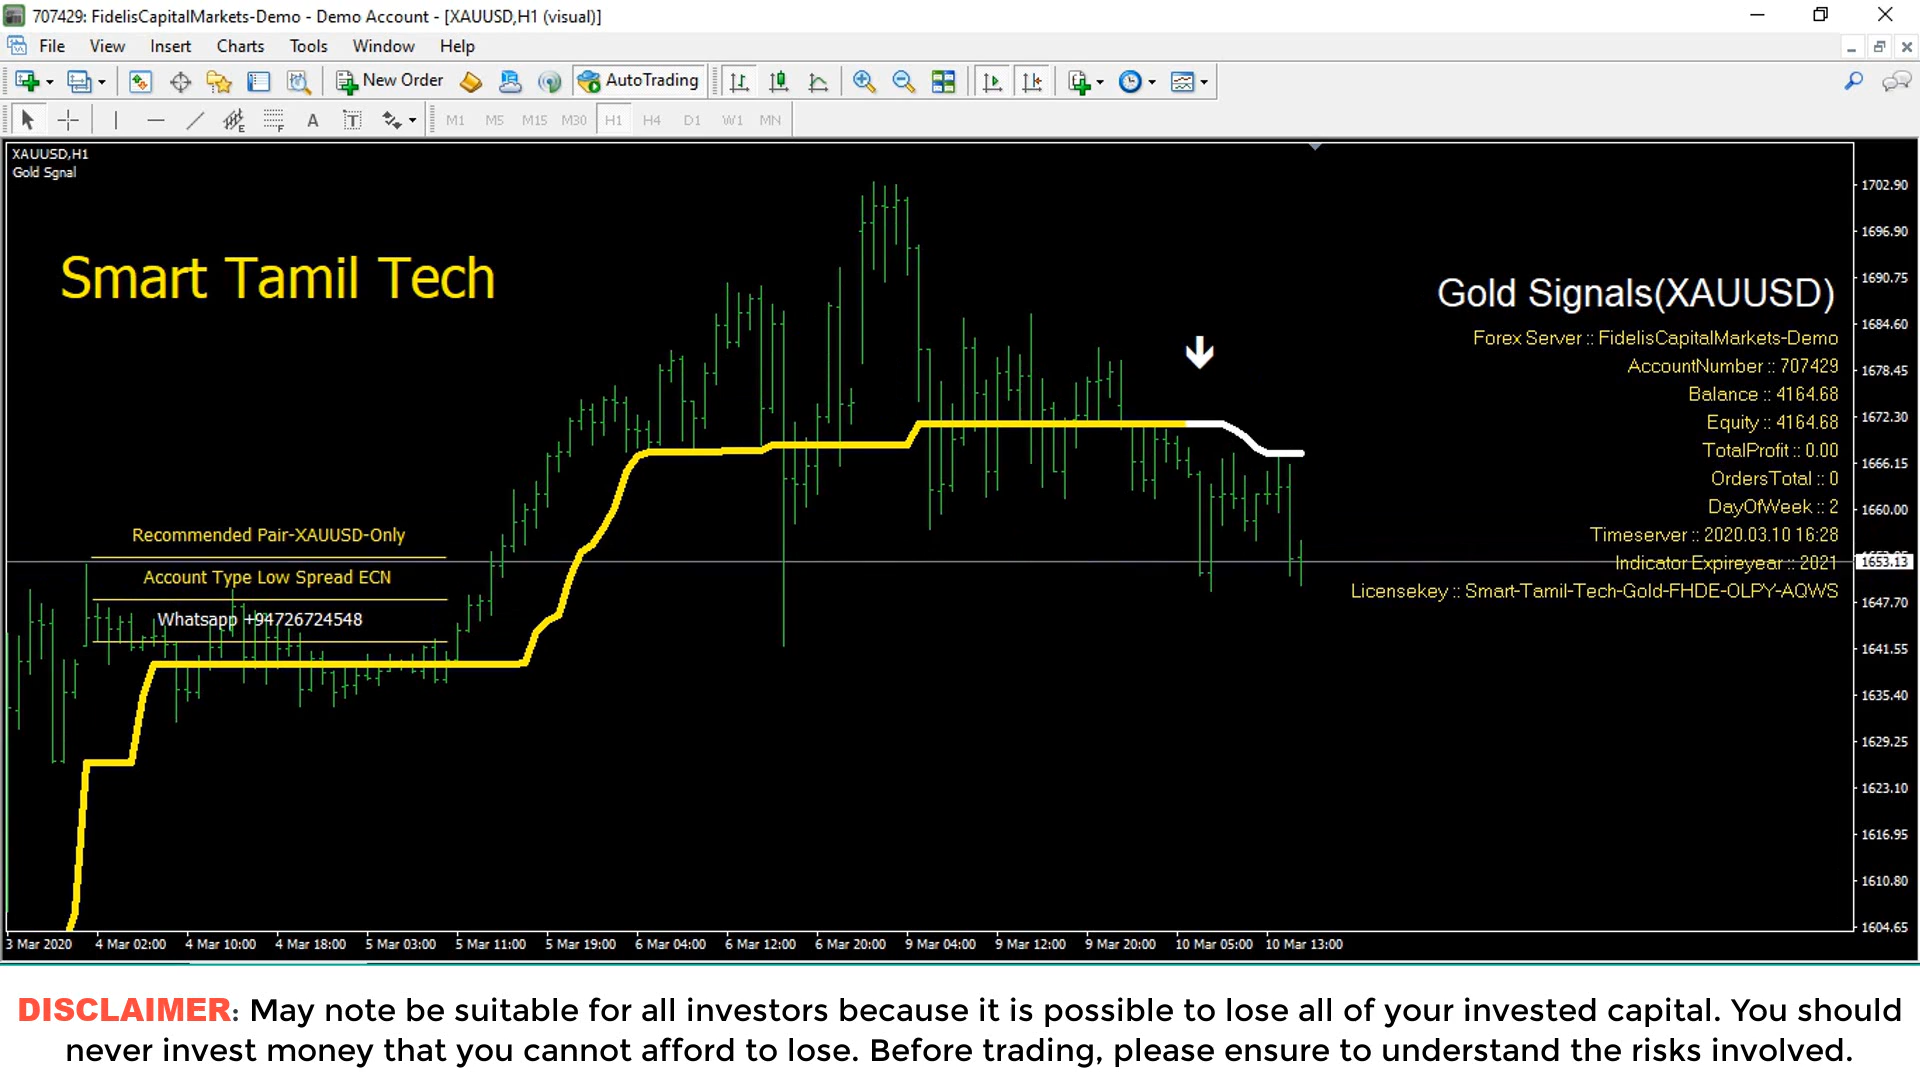 707429: FidelisCapitalMarkets-Demo - Demo Account - [XAUUSD,H1 (visual)]
File View Insert Charts Tools Window Help
New Order AutoTrading
A T M1 M5 M15 M30 H1 H4 D1 W1 MN
XAUUSD,H1
Gold Sgnal
Smart Tamil Tech
Gold Signals(XAUUSD)
Forex Server :: FidelisCapitalMarkets-Demo
AccountNumber :: 707429
Balance :: 4164.68
Equity :: 4164.68
TotalProfit :: 0.00
OrdersTotal :: 0
DayOfWeek :: 2
Timeserver :: 2020.03.10 16:28
Indicator Expireyear :: 2021
Licensekey :: Smart-Tamil-Tech-Gold-FHDE-OLPY-AQWS
Recommended Pair-XAUUSD-Only
Account Type Low Spread ECN
Whatsapp +94726724548
1702.90
1696.90
1690.75
1684.60
1678.45
1672.30
1666.15
1660.00
1653.13
1647.70
1641.55
1635.40
1629.25
1623.10
1616.95
1610.80
1604.65
3 Mar 2020 4 Mar 02:00 4 Mar 10:00 4 Mar 18:00 5 Mar 03:00 5 Mar 11:00 5 Mar 19:00 6 Mar 04:00 6 Mar 12:00 6 Mar 20:00 9 Mar 04:00 9 Mar 12:00 9 Mar 20:00 10 Mar 05:00 10 Mar 13:00
DISCLAIMER: May note be suitable for all investors because it is possible to lose all of your invested capital. You should
never invest money that you cannot afford to lose. Before trading, please ensure to understand the risks involved.